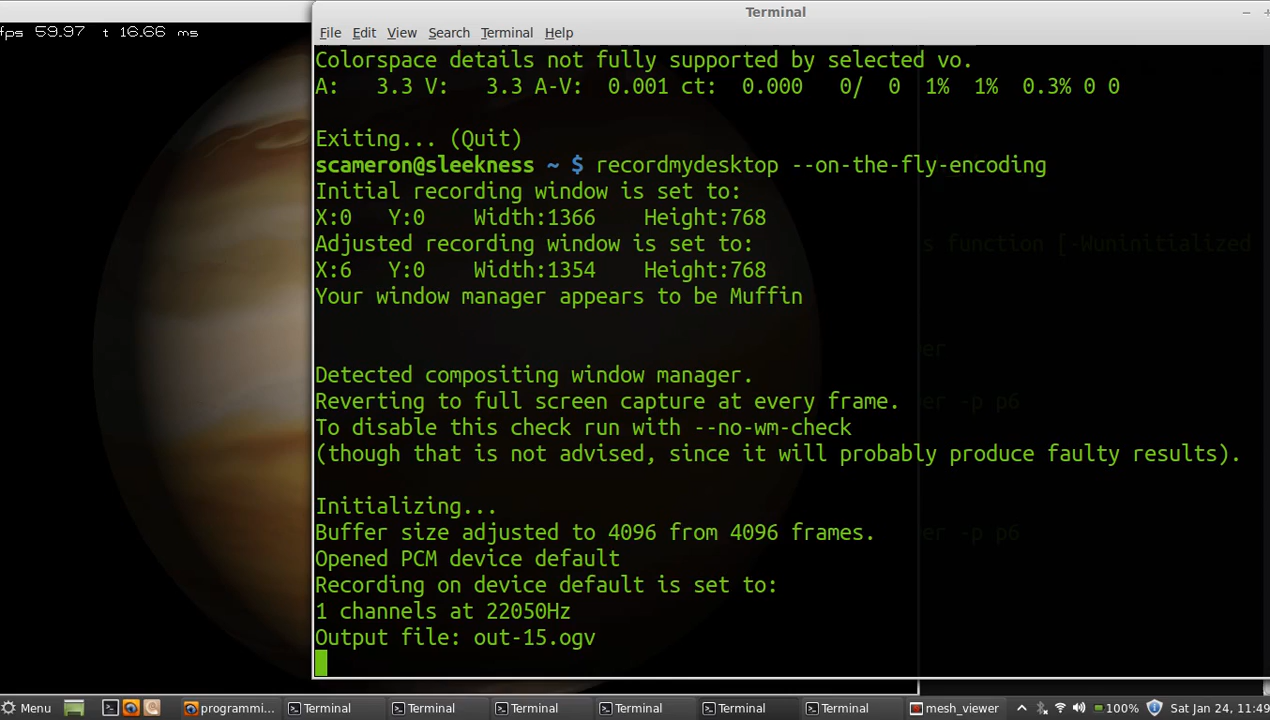 Terminal
fps 59.97 t 16.66 ms
File Edit View Search Terminal Help
Colorspace details not fully supported by selected vo.
A: 3.3 V: 3.3 A-V: 0.001 ct: 0.000 0/ 0 1% 1% 0.3% 0 0
Exiting... (Quit)
scameron@sleekness ~ $ recordmydesktop --on-the-fly-encoding
Initial recording window is set to:
X:0 Y:0 Width:1366 Height:768
Adjusted recording window is set to:
s function [-Wuninitialized
X:6 Y:0 Width:1354 Height:768
Your window manager appears to be Muffin
er
Detected compositing window manager.
Reverting to full screen capture at every frame.
er -p p6
To disable this check run with --no-wm-check
(though that is not advised, since it will probably produce faulty results).
Initializing...
Buffer size adjusted to 4096 from 4096 frames.
er -p p6
Opened PCM device default
Recording on device default is set to:
1 channels at 22050Hz
Output file: out-15.ogv
Menu programmi... Terminal Terminal Terminal Terminal Terminal Terminal mesh_viewer 100% Sat Jan 24, 11:49